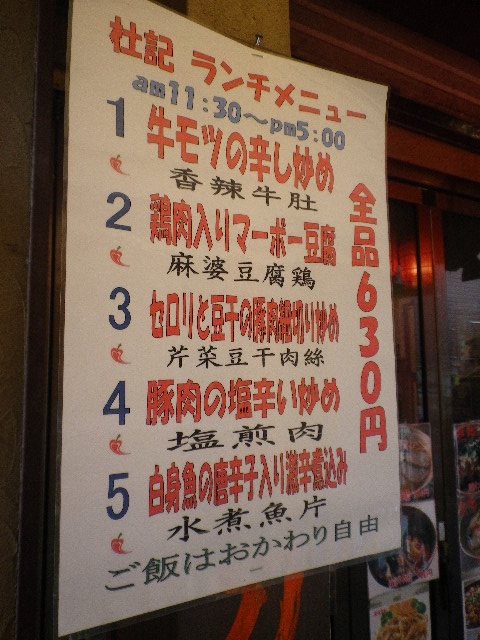 杜記 ランチメニュー
am11:30～pm5:00
1 牛モツの辛し炒め
香辣牛肚
2 鶏肉入りマーボー豆腐
麻婆豆腐鶏
3 セロリと豆干の豚肉細切り炒め
芹菜豆干肉絲
4 豚肉の塩辛い炒め
塩煎肉
5 白身魚の唐辛子入り激辛煮込み
水煮魚片
ご飯はおかわり自由
全品630円